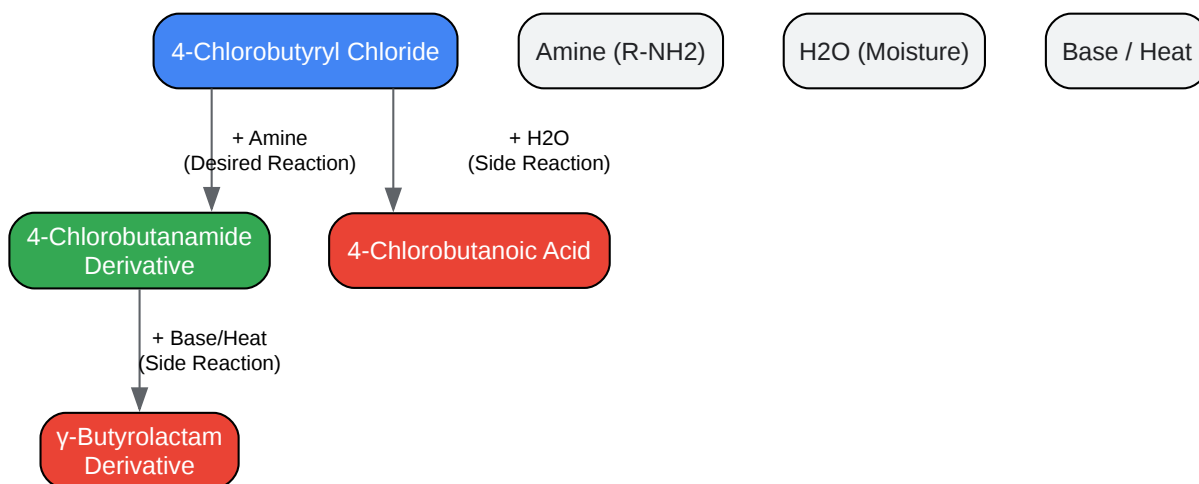 4-Chlorobutyryl Chloride
Amine (R-NH2)
H2O (Moisture)
Base / Heat
+ Amine
(Desired Reaction)
+ H2O
(Side Reaction)
4-Chlorobutanamide
Derivative
4-Chlorobutanoic Acid
+ Base/Heat
(Side Reaction)
γ-Butyrolactam
Derivative